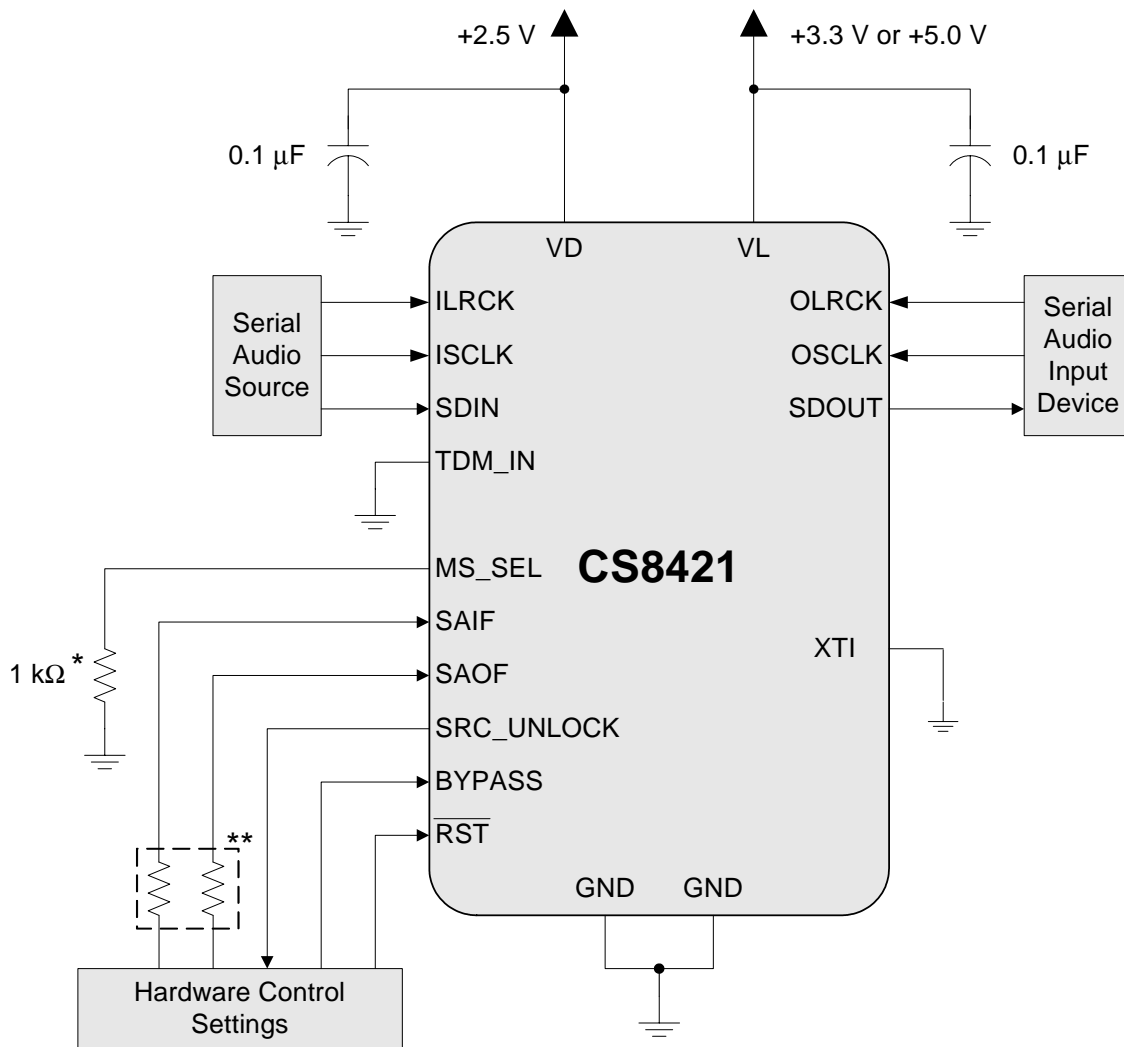 +2.5 V
+3.3 V or +5.0 V
0.1 μF
0.1 μF
VD
VL
Serial
Audio
Source
ILRCK
ISCLK
SDIN
TDM_IN
OLRCK
OSCLK
SDOUT
Serial
Audio
Input
Device
MS_SEL
CS8421
SAIF
SAOF
SRC_UNLOCK
BYPASS
RST
XTI
1 kΩ *
**
GND
GND
Hardware Control
Settings